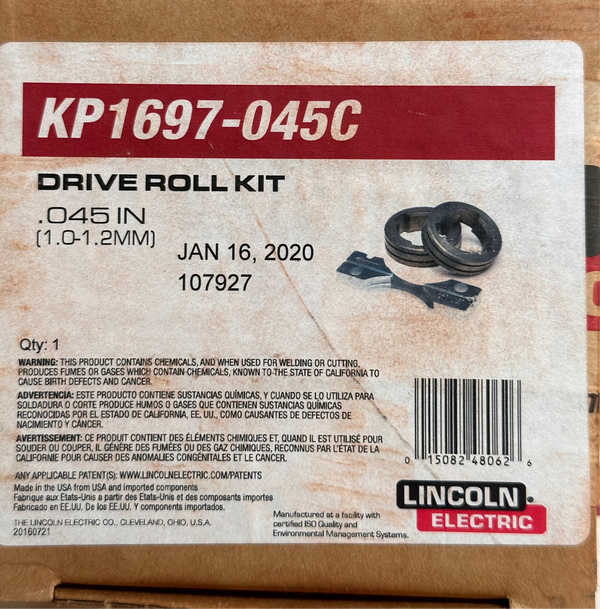 KP1697-045C
DRIVE ROLL KIT
.045 IN
(1.0-1.2MM)
JAN 16, 2020
107927
Qty: 1
WARNING: THIS PRODUCT CONTAINS CHEMICALS, AND WHEN USED FOR WELDING OR CUTTING,
PRODUCES FUMES OR GASES WHICH CONTAIN CHEMICALS, KNOWN TO THE STATE OF CALIFORNIA TO
CAUSE BIRTH DEFECTS AND CANCER.
ADVERTENCIA: ESTE PRODUCTO CONTIENE SUSTANCIAS QUÍMICAS, Y CUANDO SE LO UTILIZA PARA
SOLDADURA O CORTE PRODUCE HUMOS O GASES QUE CONTIENEN SUSTANCIAS QUÍMICAS
RECONOCIDAS POR EL ESTADO DE CALIFORNIA, EE. UU., COMO CAUSANTES DE DEFECTOS DE
NACIMIENTO Y CÁNCER.
AVERTISSEMENT: CE PRODUIT CONTIENT DES ÉLÉMENTS CHIMIQUES ET, QUAND IL EST UTILISÉ POUR
SOUDER OU COUPER, IL GÉNÈRE DES FUMÉES OU DES GAZ CHIMIQUES, RECONNUS PAR L'ÉTAT DE LA
CALIFORNIE POUR CAUSER DES ANOMALIES CONGÉNITALES ET LE CANCER.
ANY APPLICABLE PATENT(S): WWW.LINCOLNELECTRIC.COM/PATENTS
Made in the USA from USA and imported components
Fabrique aux Etats-Unis a partir des Etats-Unis et des composants importes
Fabricado en EE.UU. De los EE.UU. Y componentes importados.
THE LINCOLN ELECTRIC CO., CLEVELAND, OHIO, U.S.A.
20160721
Manufactured at a facility with
certified ISO Quality and
Environmental Management Systems.
0 15082 48062 6
LINCOLN
ELECTRIC